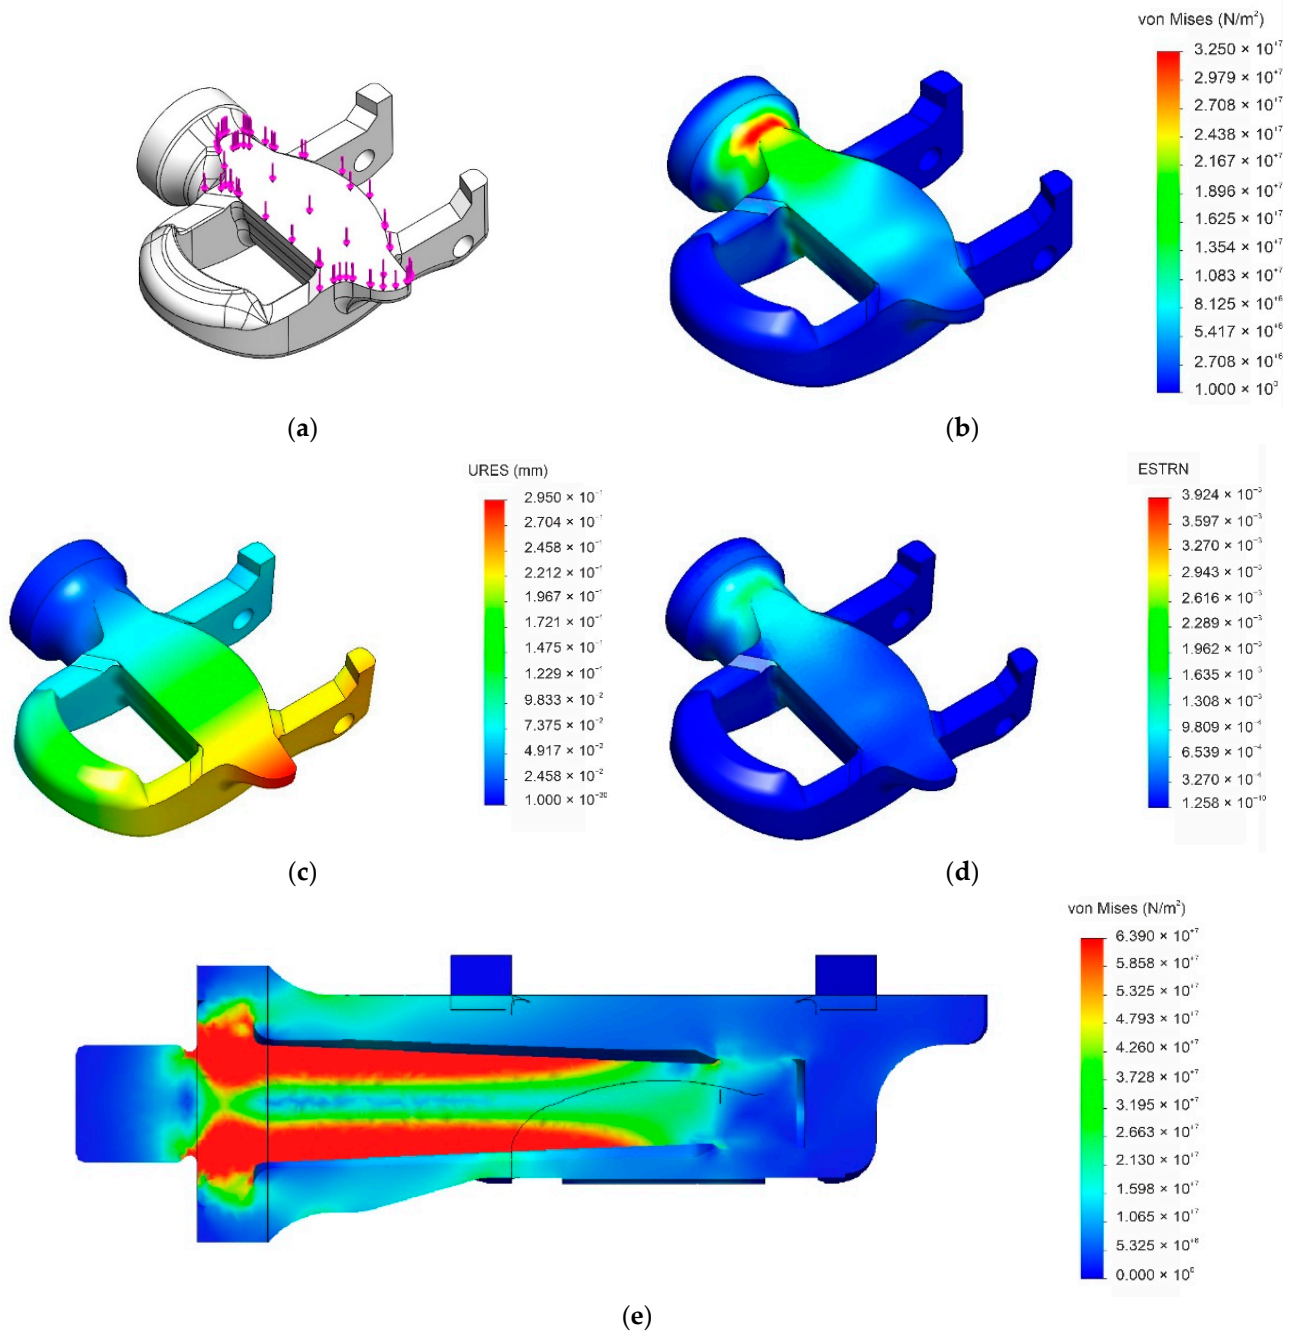 von Mises (N/m²)
3.250 × 10⁺⁷
2.979 × 10⁺⁷
2.708 × 10⁺⁷
2.438 × 10⁺⁷
2.167 × 10⁺⁷
1.896 × 10⁺⁷
1.625 × 10⁺⁷
1.354 × 10⁺⁷
1.083 × 10⁺⁷
8.125 × 10⁺⁶
5.417 × 10⁺⁶
2.708 × 10⁺⁶
1.000 × 10⁰
(a)
(b)
URES (mm)
2.950 × 10⁻¹
2.704 × 10⁻¹
2.458 × 10⁻¹
2.212 × 10⁻¹
1.967 × 10⁻¹
1.721 × 10⁻¹
1.475 × 10⁻¹
1.229 × 10⁻¹
9.833 × 10⁻²
7.375 × 10⁻²
4.917 × 10⁻²
2.458 × 10⁻²
1.000 × 10⁻³⁰
ESTRN
3.924 × 10⁻³
3.597 × 10⁻³
3.270 × 10⁻³
2.943 × 10⁻³
2.616 × 10⁻³
2.289 × 10⁻³
1.962 × 10⁻³
1.635 × 10⁻³
1.308 × 10⁻³
9.809 × 10⁻⁴
6.539 × 10⁻⁴
3.270 × 10⁻⁴
1.258 × 10⁻¹⁰
(c)
(d)
von Mises (N/m²)
6.390 × 10⁺⁷
5.858 × 10⁺⁷
5.325 × 10⁺⁷
4.793 × 10⁺⁷
4.260 × 10⁺⁷
3.728 × 10⁺⁷
3.195 × 10⁺⁷
2.663 × 10⁺⁷
2.130 × 10⁺⁷
1.598 × 10⁺⁷
1.065 × 10⁺⁷
5.325 × 10⁺⁶
0.000 × 10⁰
(e)